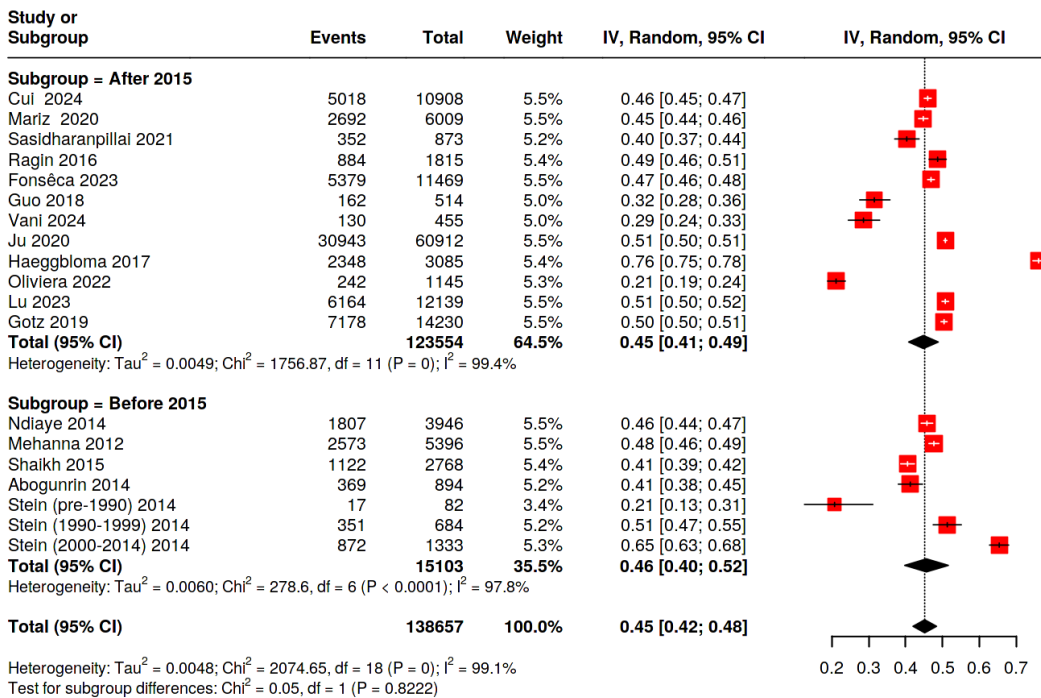 Study or
Subgroup Events Total Weight IV, Random, 95% CI IV, Random, 95% CI
Subgroup = After 2015
Cui 2024 5018 10908 5.5% 0.46 [0.45; 0.47]
Mariz 2020 2692 6009 5.5% 0.45 [0.44; 0.46]
Sasidharanpillai 2021 352 873 5.2% 0.40 [0.37; 0.44]
Ragin 2016 884 1815 5.4% 0.49 [0.46; 0.51]
Fonsêca 2023 5379 11469 5.5% 0.47 [0.46; 0.48]
Guo 2018 162 514 5.0% 0.32 [0.28; 0.36]
Vani 2024 130 455 5.0% 0.29 [0.24; 0.33]
Ju 2020 30943 60912 5.5% 0.51 [0.50; 0.51]
Haeggbloma 2017 2348 3085 5.4% 0.76 [0.75; 0.78]
Oliviera 2022 242 1145 5.3% 0.21 [0.19; 0.24]
Lu 2023 6164 12139 5.5% 0.51 [0.50; 0.52]
Gotz 2019 7178 14230 5.5% 0.50 [0.50; 0.51]
Total (95% CI) 123554 64.5% 0.45 [0.41; 0.49]
Heterogeneity: Tau² = 0.0049; Chi² = 1756.87, df = 11 (P = 0); I² = 99.4%
Subgroup = Before 2015
Ndiaye 2014 1807 3946 5.5% 0.46 [0.44; 0.47]
Mehanna 2012 2573 5396 5.5% 0.48 [0.46; 0.49]
Shaikh 2015 1122 2768 5.4% 0.41 [0.39; 0.42]
Abogunrin 2014 369 894 5.2% 0.41 [0.38; 0.45]
Stein (pre-1990) 2014 17 82 3.4% 0.21 [0.13; 0.31]
Stein (1990-1999) 2014 351 684 5.2% 0.51 [0.47; 0.55]
Stein (2000-2014) 2014 872 1333 5.3% 0.65 [0.63; 0.68]
Total (95% CI) 15103 35.5% 0.46 [0.40; 0.52]
Heterogeneity: Tau² = 0.0060; Chi² = 278.6, df = 6 (P < 0.0001); I² = 97.8%
Total (95% CI) 138657 100.0% 0.45 [0.42; 0.48]
Heterogeneity: Tau² = 0.0048; Chi² = 2074.65, df = 18 (P = 0); I² = 99.1%
Test for subgroup differences: Chi² = 0.05, df = 1 (P = 0.8222)
0.2 0.3 0.4 0.5 0.6 0.7